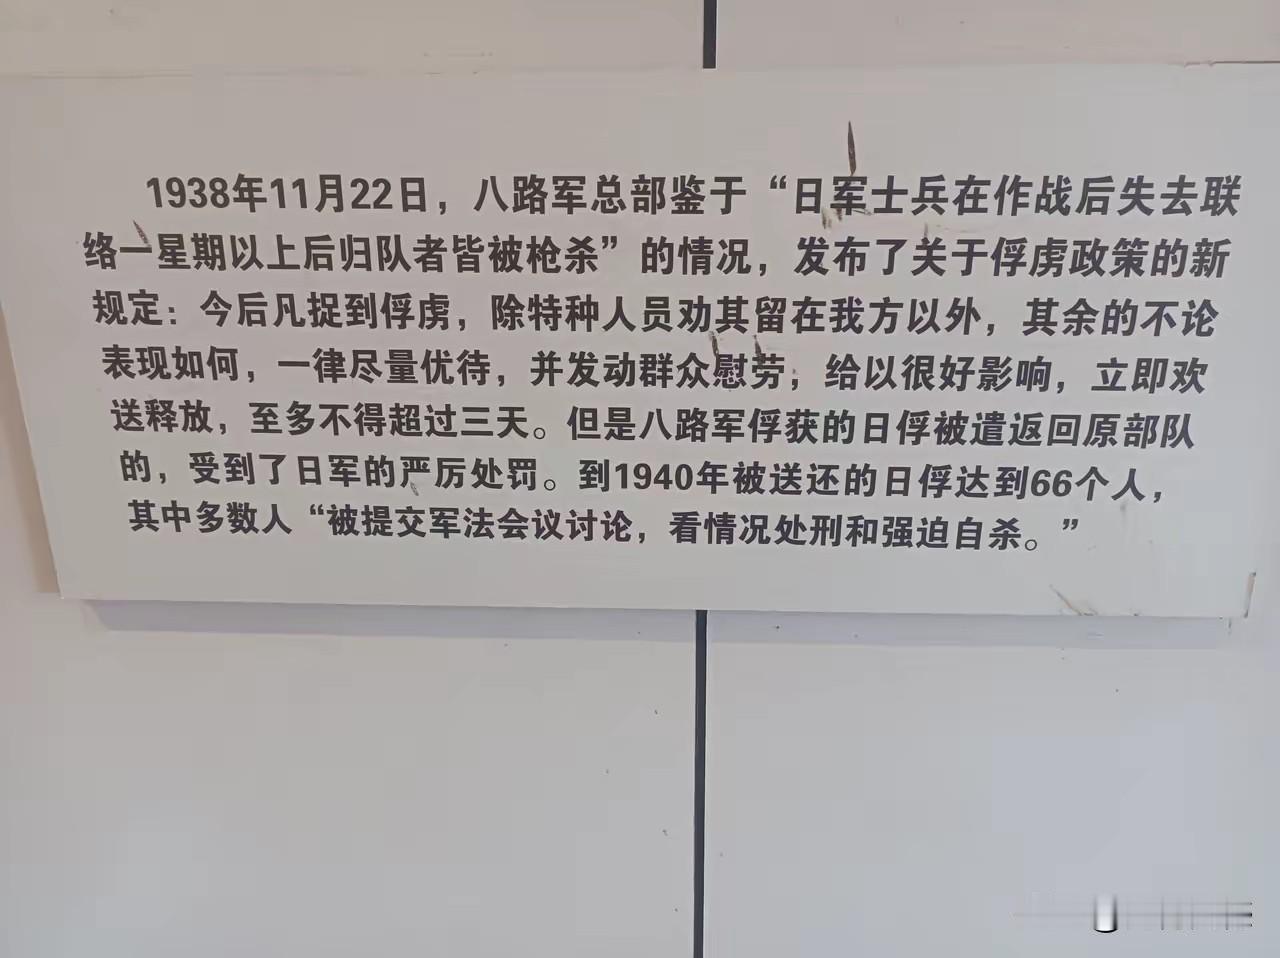 1938年11月22日，八路军总部鉴于“日军士兵在作战后失去联
络一星期以上后归队者皆被枪杀”的情况，发布了关于俘虏政策的新
规定：今后凡捉到俘虏，除特种人员劝其留在我方以外，其余的不论
表现如何，一律尽量优待，并发动群众慰劳，给以很好影响，立即欢
送释放，至多不得超过三天。但是八路军俘获的日俘被遣返回原部队
的，受到了日军的严厉处罚。到1940年被送还的日俘达到66个人，
其中多数人“被提交军法会议讨论，看情况处刑和强迫自杀。”